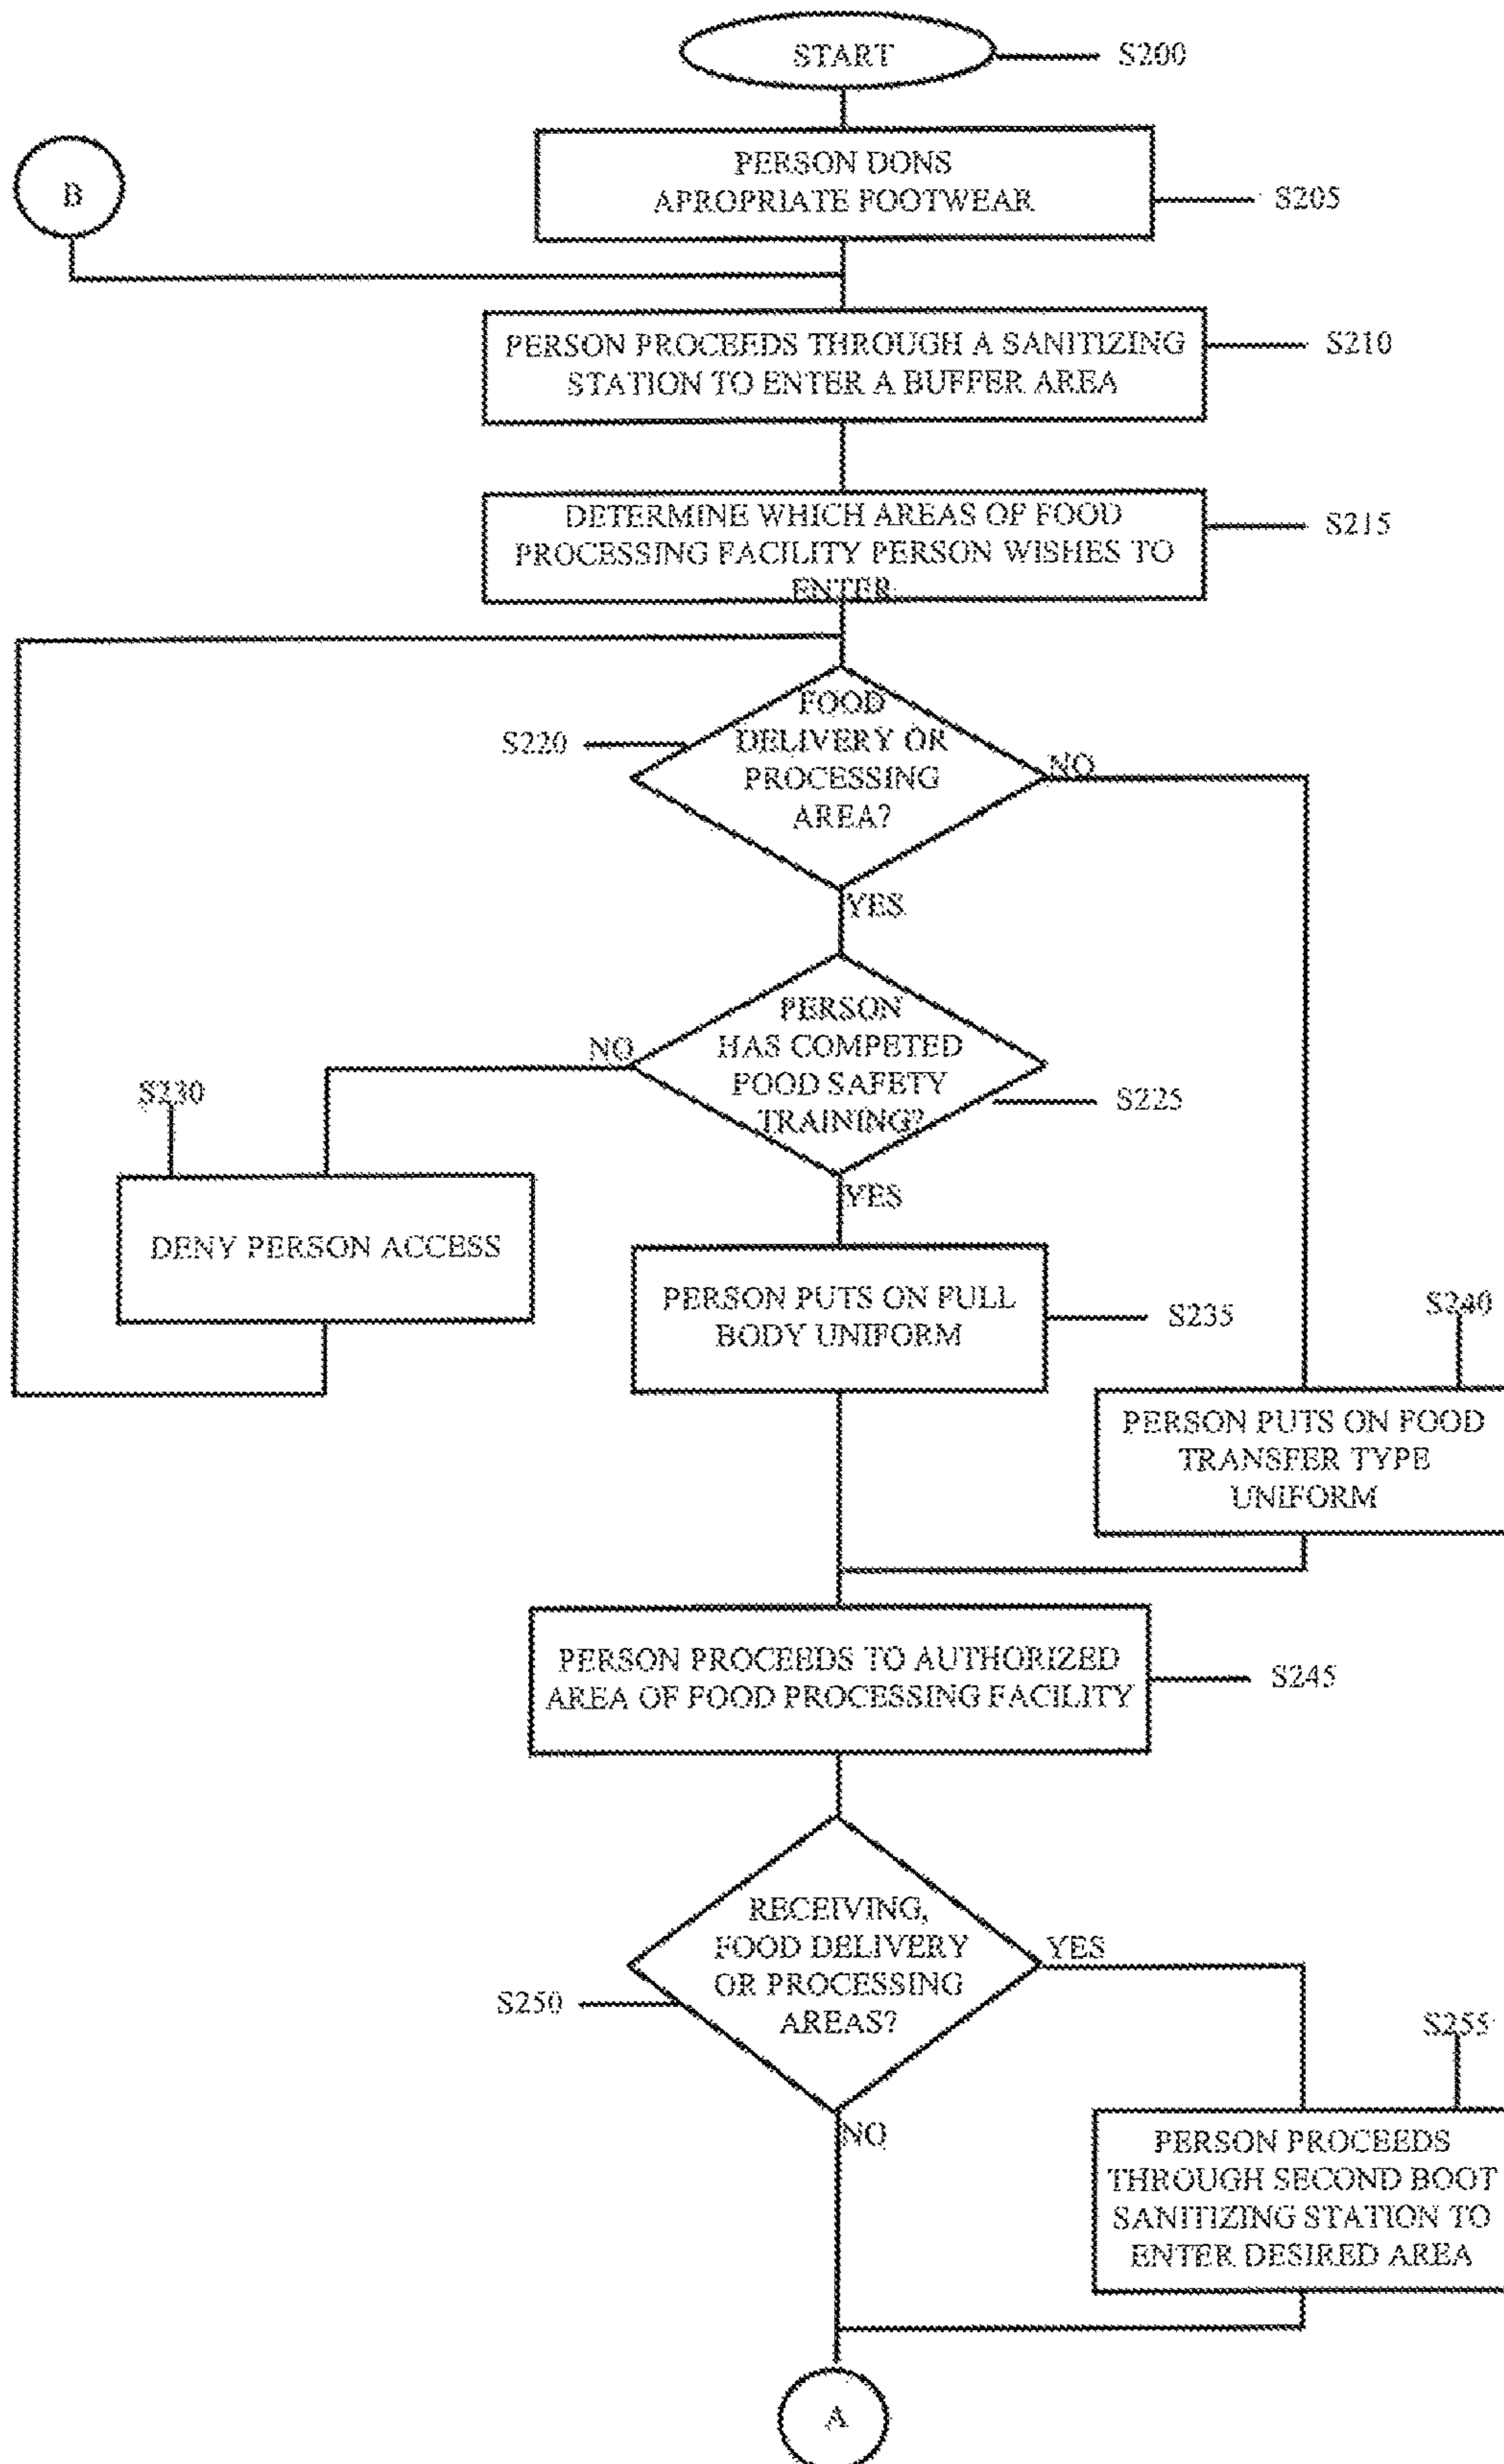 START
S200
B
PERSON DONS
APROPRIATE FOOTWEAR
S205
PERSON PROCEEDS THROUGH A SANITIZING
STATION TO ENTER A BUFFER AREA
S210
DETERMINE WHICH AREAS OF FOOD
PROCESSING FACILITY PERSON WISHES TO
ENTER
S215
S220
FOOD
DELIVERY OR
PROCESSING
AREA?
NO
YES
PERSON
HAS COMPETED
FOOD SAFETY
TRAINING?
NO
S225
S230
YES
DENY PERSON ACCESS
PERSON PUTS ON FULL
BODY UNIFORM
S235
S240
PERSON PUTS ON FOOD
TRANSFER TYPE
UNIFORM
PERSON PROCEEDS TO AUTHORIZED
AREA OF FOOD PROCESSING FACILITY
S245
RECEIVING,
FOOD DELIVERY
OR PROCESSING
AREAS?
YES
S250
S255
NO
PERSON PROCEEDS
THROUGH SECOND BOOT
SANITIZING STATION TO
ENTER DESIRED AREA
A